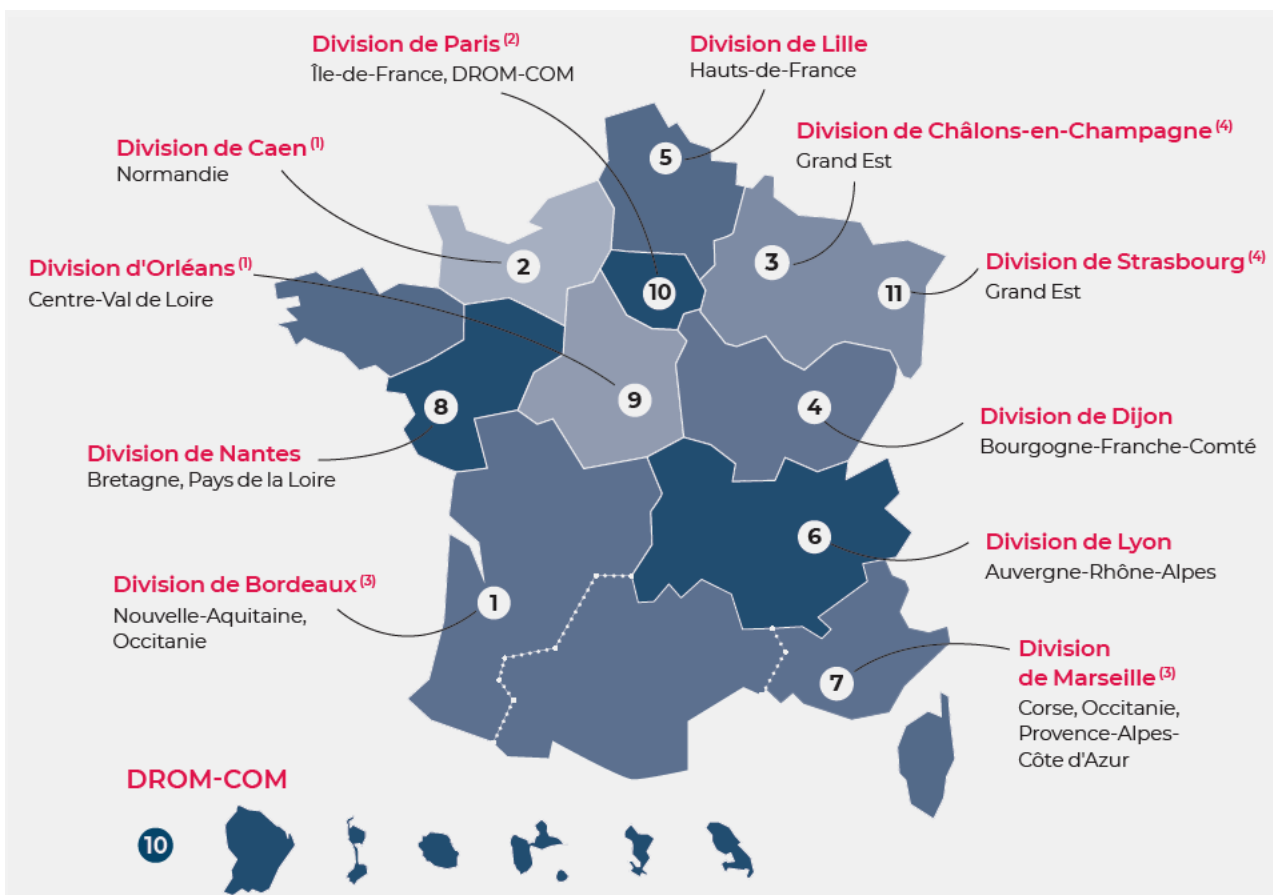 Division de Paris (2)
Île-de-France, DROM-COM
Division de Lille
Hauts-de-France
Division de Châlons-en-Champagne (4)
Grand Est
Division de Caen (1)
Normandie
5
Division d'Orléans (1)
Centre-Val de Loire
2
10
3
11
Division de Strasbourg (4)
Grand Est
8
9
4
Division de Dijon
Bourgogne-Franche-Comté
Division de Nantes
Bretagne, Pays de la Loire
6
Division de Lyon
Auvergne-Rhône-Alpes
Division de Bordeaux (3)
Nouvelle-Aquitaine,
Occitanie
1
7
Division
de Marseille (3)
Corse, Occitanie,
Provence-Alpes-
Côte d'Azur
DROM-COM
10